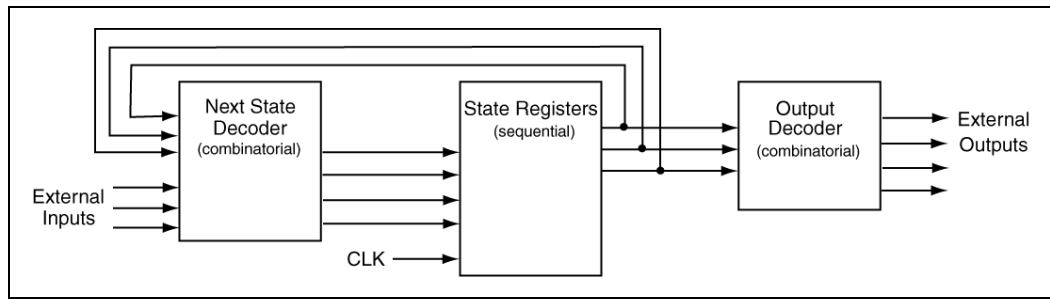 Next State
Decoder
(combinatorial)
State Registers
(sequential)
Output
Decoder
(combinatorial)
External
Outputs
External
Inputs
CLK